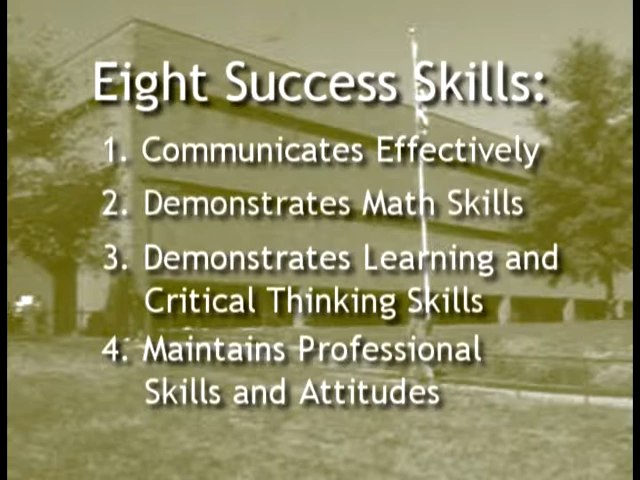 Eight Success Skills:
1. Communicates Effectively
2. Demonstrates Math Skills
3. Demonstrates Learning and
Critical Thinking Skills
4. Maintains Professional
Skills and Attitudes